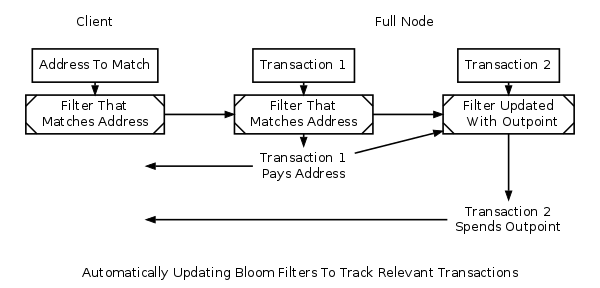 Client
Full Node
Address To Match
Transaction 1
Transaction 2
Filter That
Matches Address
Filter That
Matches Address
Filter Updated
With Outpoint
Transaction 1
Pays Address
Transaction 2
Spends Outpoint
Automatically Updating Bloom Filters To Track Relevant Transactions